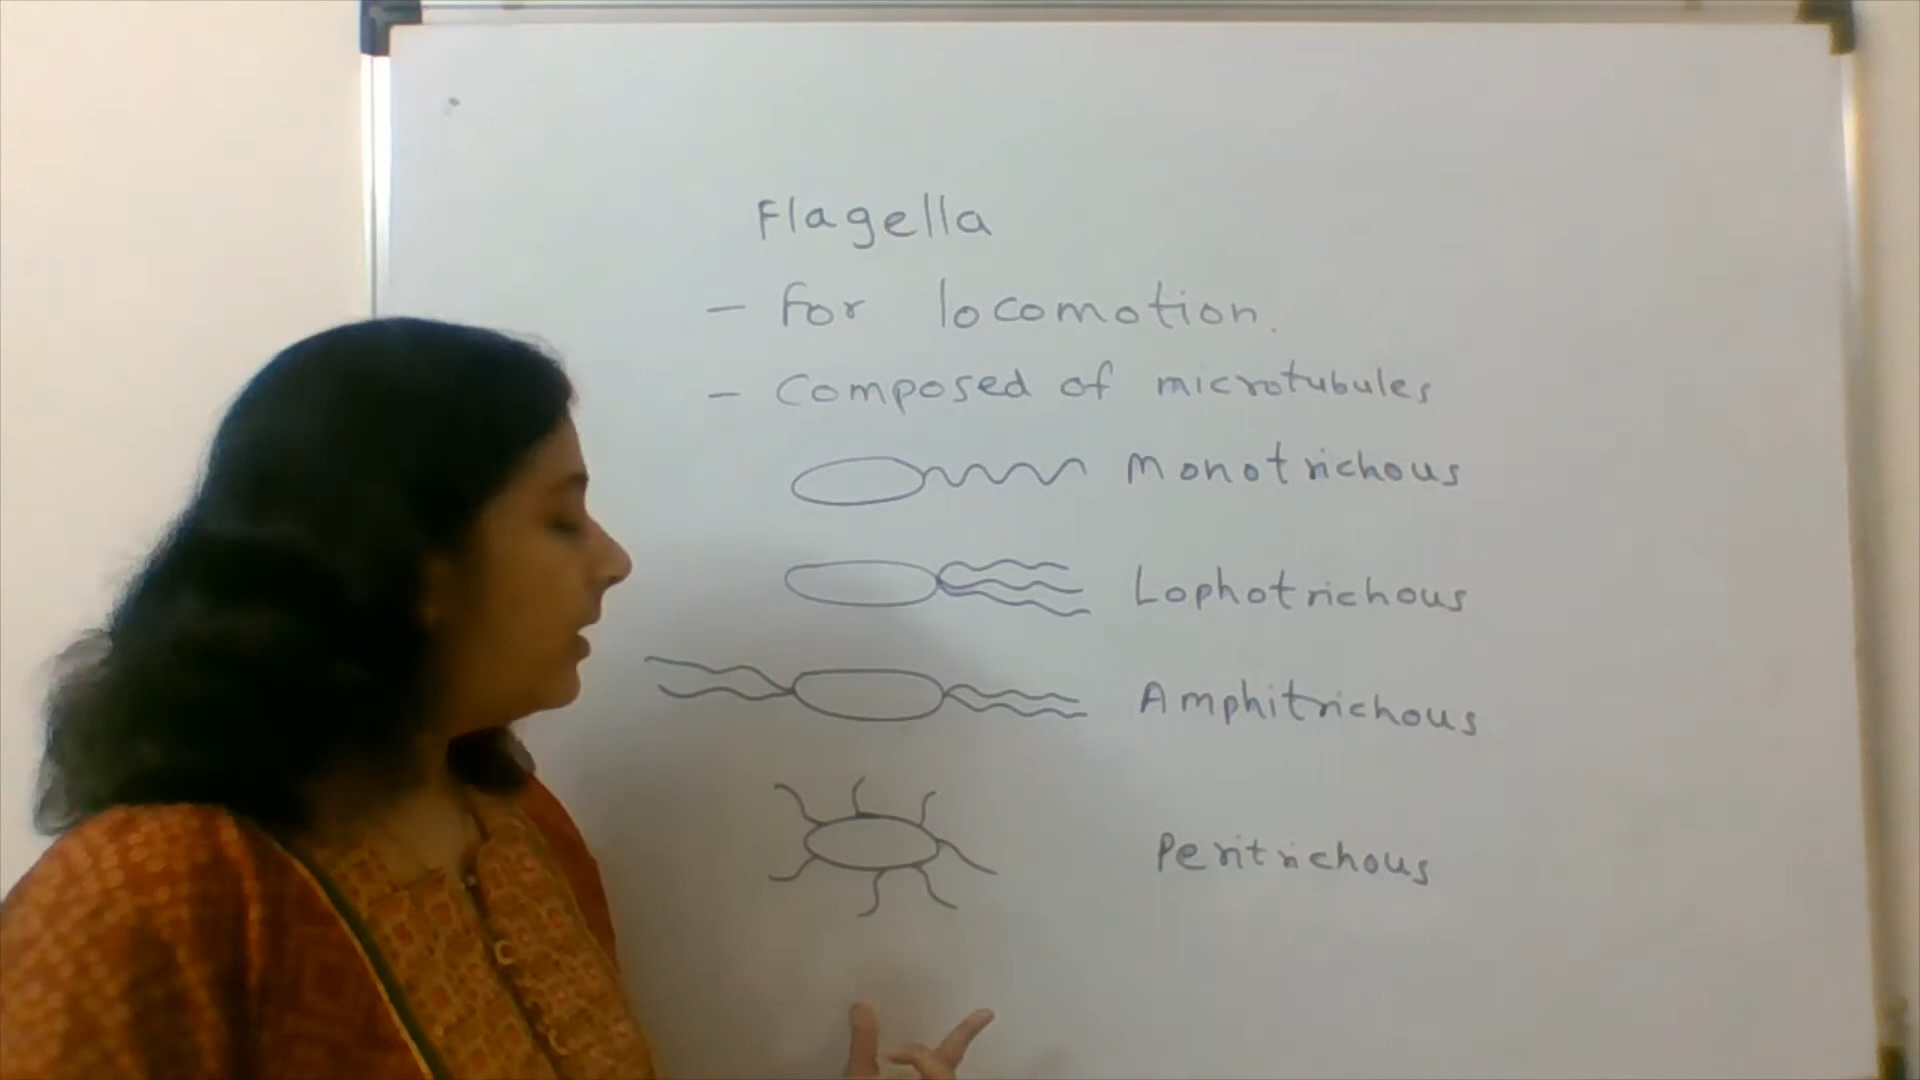 Flagella
- For locomotion.
- Composed of microtubules
Monotrichous
Lophotrichous
Amphitrichous
Peritrichous